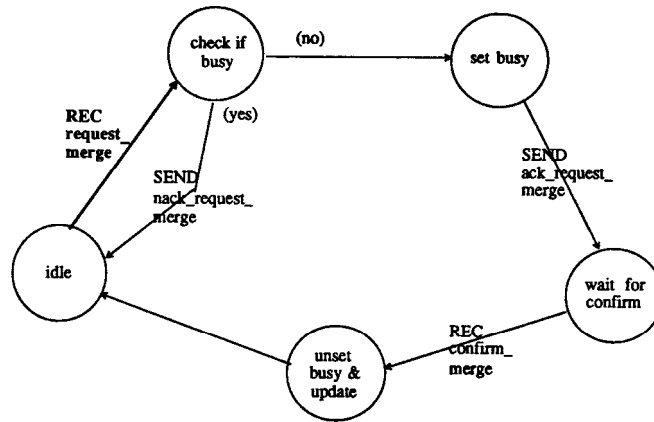 check if
busy
(no)
set busy
REC
request_
merge
(yes)
SEND
nack_request_
merge
SEND
ack_request_
merge
idle
wait for
confirm
REC
confirm_
merge
unset
busy &
update